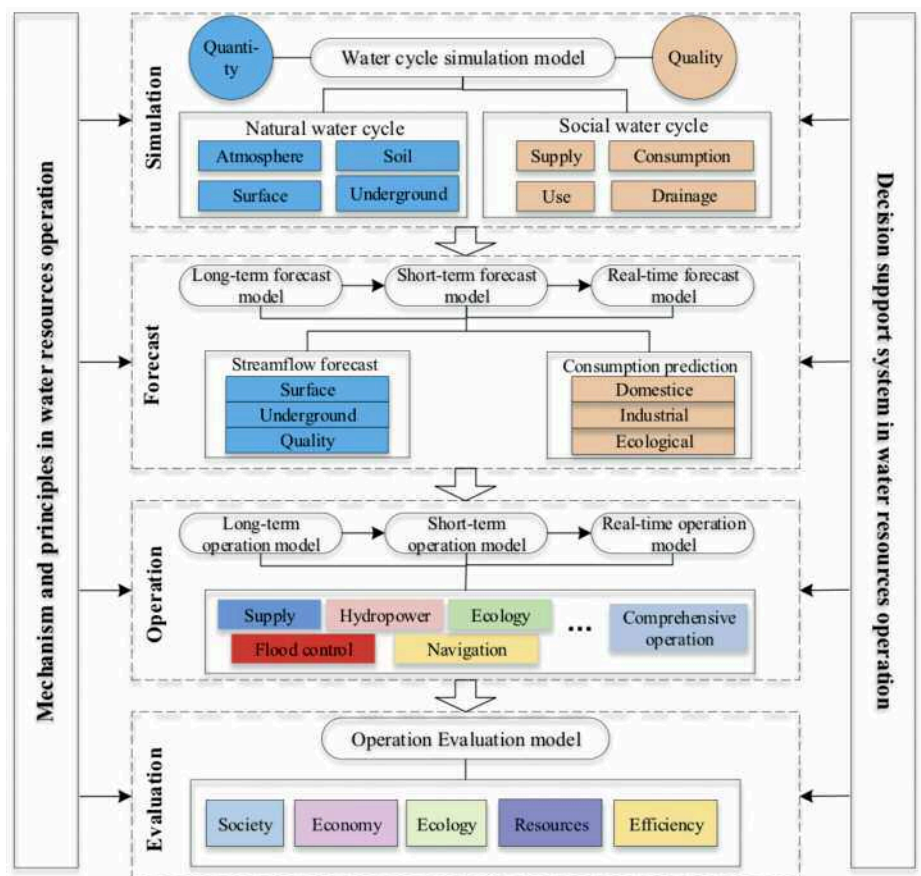 Mechanism and principles in water resources operation
Decision support system in water resources operation
Simulation
Quanti-
ty
Water cycle simulation model
Quality
Natural water cycle
Atmosphere
Soil
Surface
Underground
Social water cycle
Supply
Consumption
Use
Drainage
Forecast
Long-term forecast
model
Short-term forecast
model
Real-time forecast
model
Streamflow forecast
Surface
Underground
Quality
Consumption prediction
Domestice
Industrial
Ecological
Operation
Long-term
operation model
Short-term
operation model
Real-time operation
model
Supply
Hydropower
Ecology
Flood control
Navigation
...
Comprehensive
operation
Evaluation
Operation Evaluation model
Society
Economy
Ecology
Resources
Efficiency